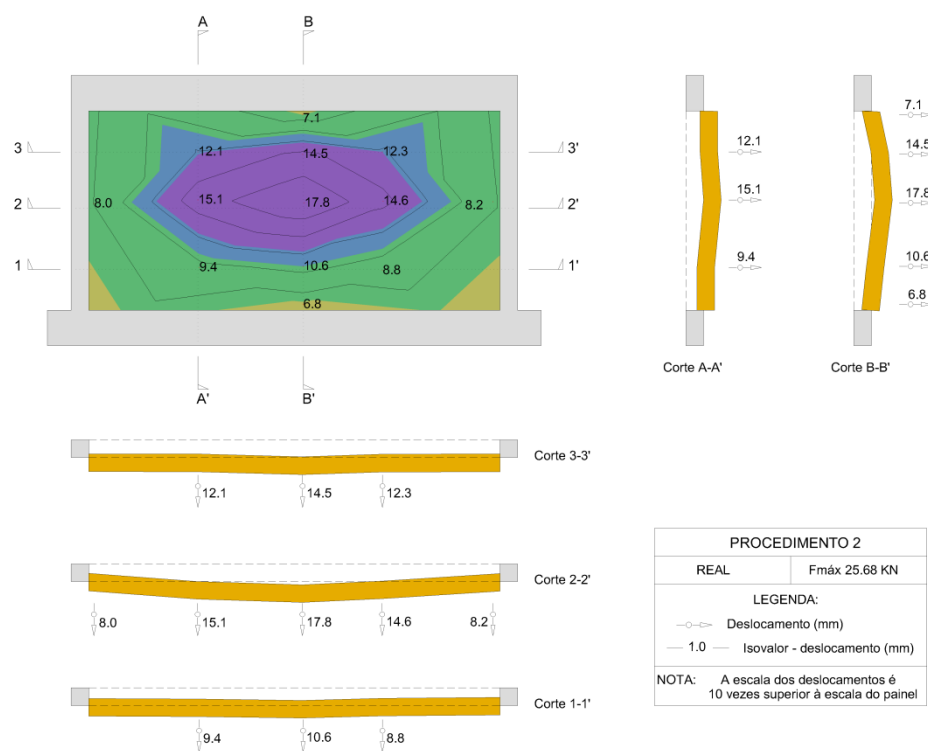 A B
7.1
3 12.1 14.5 12.3 3'
2 8.0 15.1 17.8 14.6 8.2 2'
1 9.4 10.6 8.8 1'
6.8
A' B'
12.1
15.1
9.4
Corte A-A'
7.1
14.5
17.8
10.6
6.8
Corte B-B'
Corte 3-3'
12.1 14.5 12.3
Corte 2-2'
8.0 15.1 17.8 14.6 8.2
Corte 1-1'
9.4 10.6 8.8
PROCEDIMENTO 2
REAL Fmáx 25.68 KN
LEGENDA:
Deslocamento (mm)
1.0 Isovalor - deslocamento (mm)
NOTA: A escala dos deslocamentos é
10 vezes superior à escala do painel